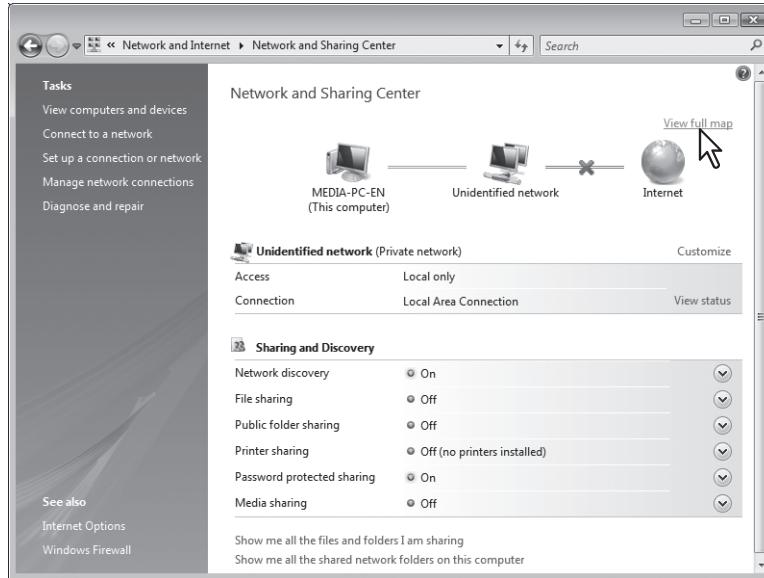 « Network and Internet ▸ Network and Sharing Center
Search
Tasks
View computers and devices
Connect to a network
Set up a connection or network
Manage network connections
Diagnose and repair
See also
Internet Options
Windows Firewall
Network and Sharing Center
View full map
MEDIA-PC-EN
(This computer)
Unidentified network
Internet
Unidentified network (Private network)
Customize
Access Local only
Connection Local Area Connection View status
Sharing and Discovery
Network discovery On
File sharing Off
Public folder sharing Off
Printer sharing Off (no printers installed)
Password protected sharing On
Media sharing Off
Show me all the files and folders I am sharing
Show me all the shared network folders on this computer